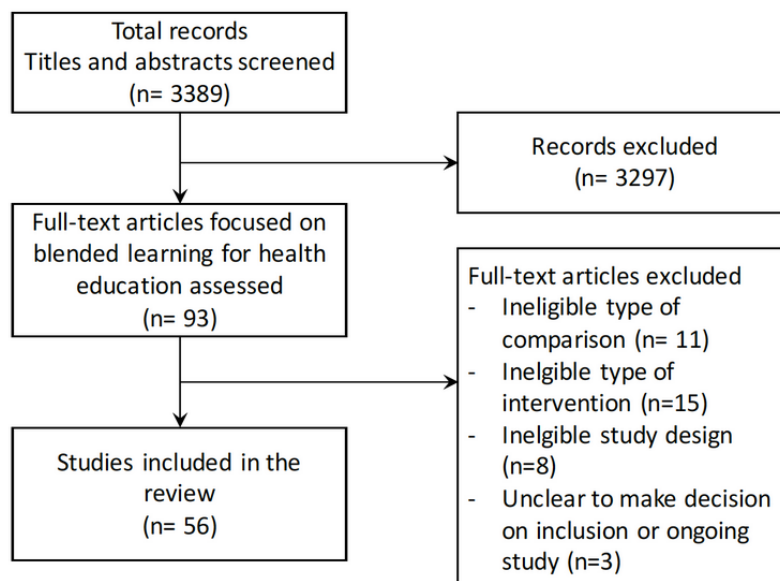 Total records
Titles and abstracts screened
(n= 3389)
Records excluded
(n= 3297)
Full-text articles focused on
blended learning for health
education assessed
(n= 93)
Full-text articles excluded
- Ineligible type of
comparison (n= 11)
- Inelgible type of
intervention (n=15)
- Inelgible study design
(n=8)
- Unclear to make decision
on inclusion or ongoing
study (n=3)
Studies included in the
review
(n= 56)